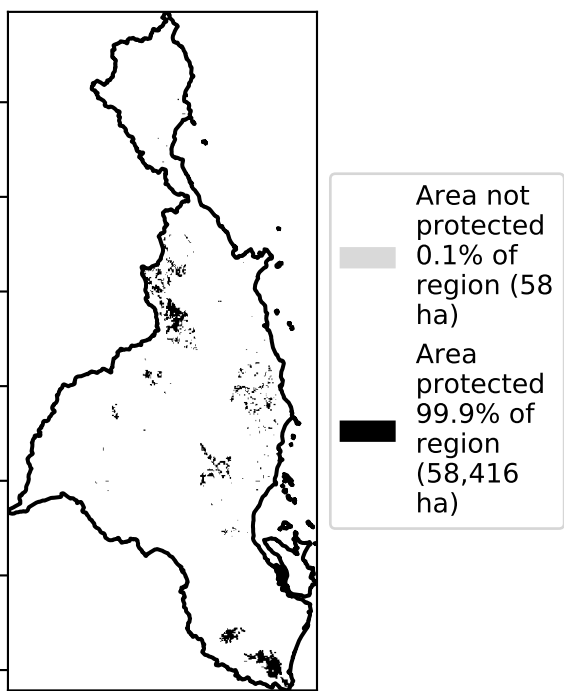 Area not
protected
0.1% of
region (58
ha)
Area
protected
99.9% of
region
(58,416
ha)